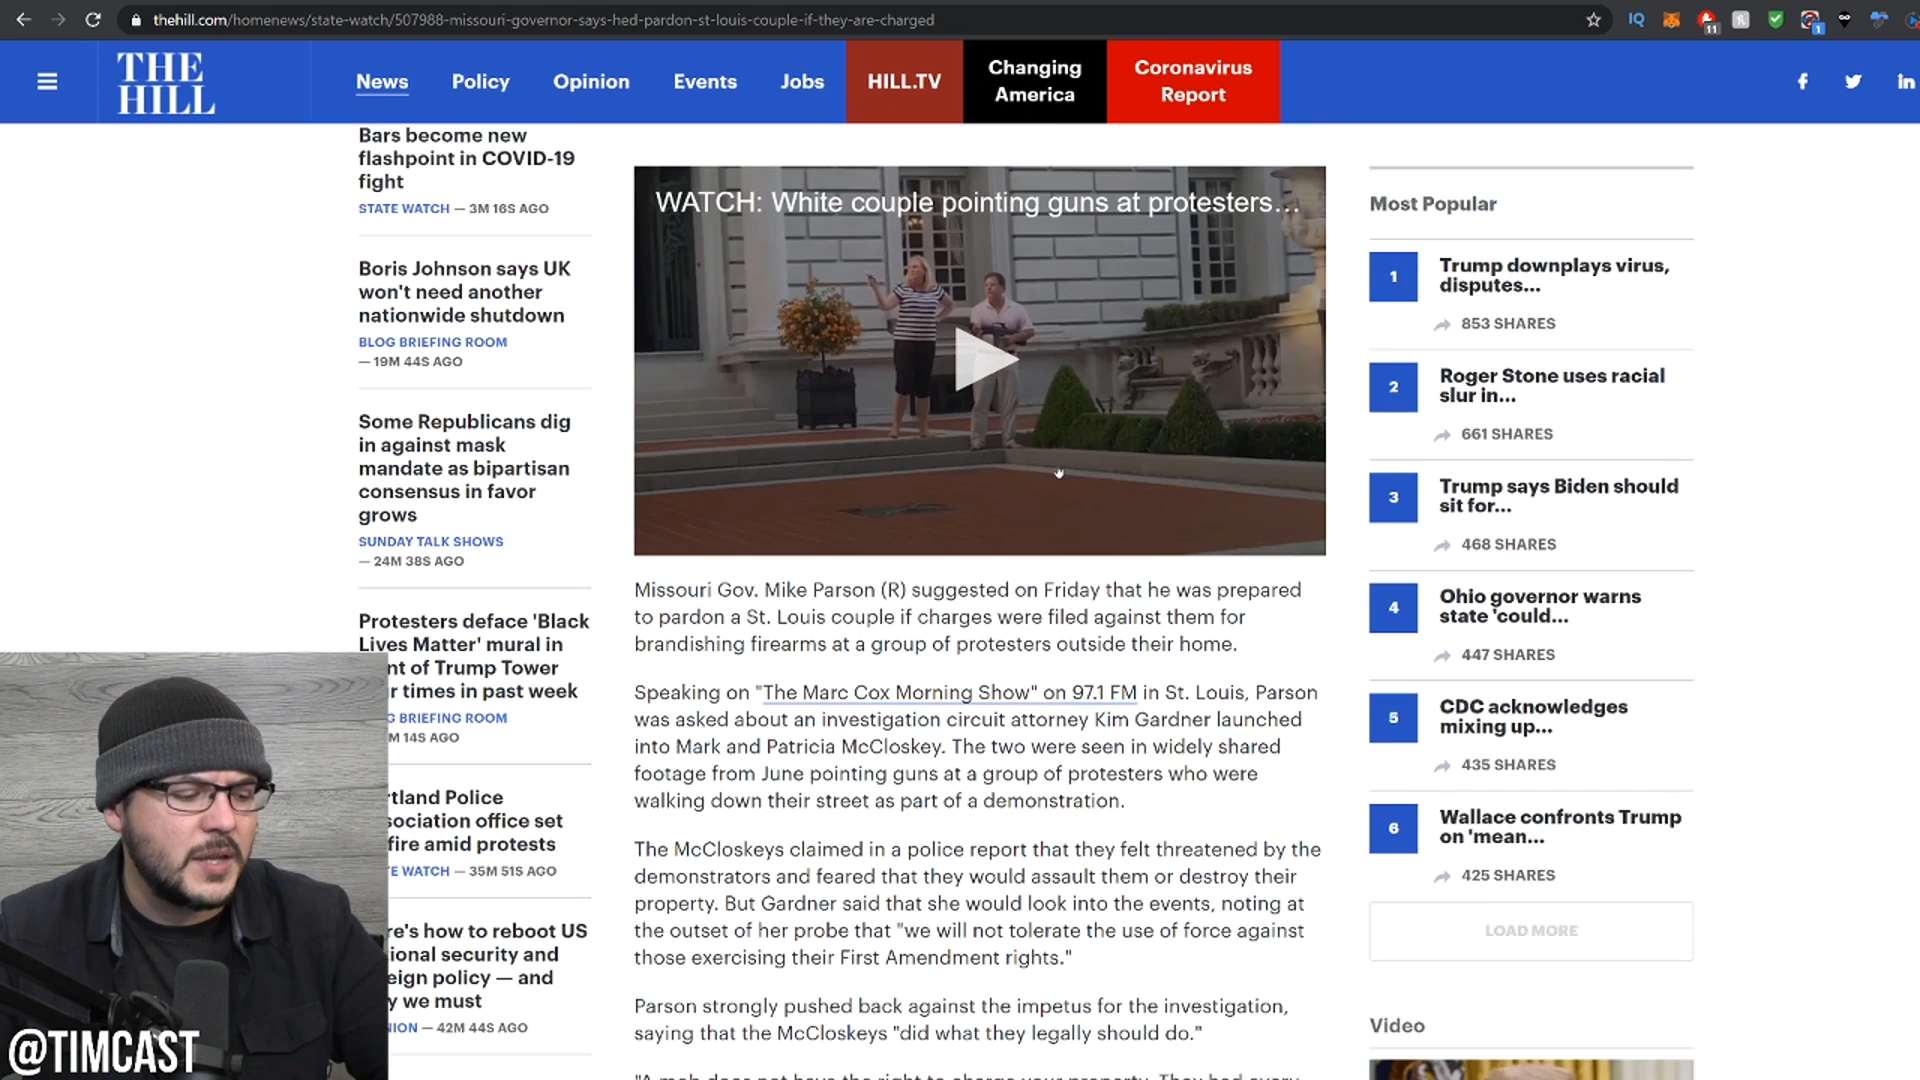 thehill.com/homenews/state-watch/507988-missouri-governor-says-hed-pardon-st-louis-couple-if-they-are-charged
IQ
11
1
THE
HILL
News
Policy
Opinion
Events
Jobs
HILL.TV
Changing
America
Coronavirus
Report
Bars become new
flashpoint in COVID-19
fight
STATE WATCH — 3M 16S AGO
Boris Johnson says UK
won't need another
nationwide shutdown
BLOG BRIEFING ROOM
— 19M 44S AGO
Some Republicans dig
in against mask
mandate as bipartisan
consensus in favor
grows
SUNDAY TALK SHOWS
— 24M 38S AGO
Protesters deface 'Black
Lives Matter' mural in
nt of Trump Tower
r times in past week
G BRIEFING ROOM
M 14S AGO
rtland Police
sociation office set
fire amid protests
TE WATCH — 35M 51S AGO
re's how to reboot US
ional security and
eign policy — and
y we must
NION — 42M 44S AGO
@TIMCAST
WATCH: White couple pointing guns at protesters...
Missouri Gov. Mike Parson (R) suggested on Friday that he was prepared
to pardon a St. Louis couple if charges were filed against them for
brandishing firearms at a group of protesters outside their home.
Speaking on "The Marc Cox Morning Show" on 97.1 FM in St. Louis, Parson
was asked about an investigation circuit attorney Kim Gardner launched
into Mark and Patricia McCloskey. The two were seen in widely shared
footage from June pointing guns at a group of protesters who were
walking down their street as part of a demonstration.
The McCloskeys claimed in a police report that they felt threatened by the
demonstrators and feared that they would assault them or destroy their
property. But Gardner said that she would look into the events, noting at
the outset of her probe that "we will not tolerate the use of force against
those exercising their First Amendment rights."
Parson strongly pushed back against the impetus for the investigation,
saying that the McCloskeys "did what they legally should do."
"A mob does not have the right to charge your property. They had every
Most Popular
1
Trump downplays virus,
disputes...
853 SHARES
2
Roger Stone uses racial
slur in...
661 SHARES
3
Trump says Biden should
sit for...
468 SHARES
4
Ohio governor warns
state 'could...
447 SHARES
5
CDC acknowledges
mixing up...
435 SHARES
6
Wallace confronts Trump
on 'mean...
425 SHARES
LOAD MORE
Video